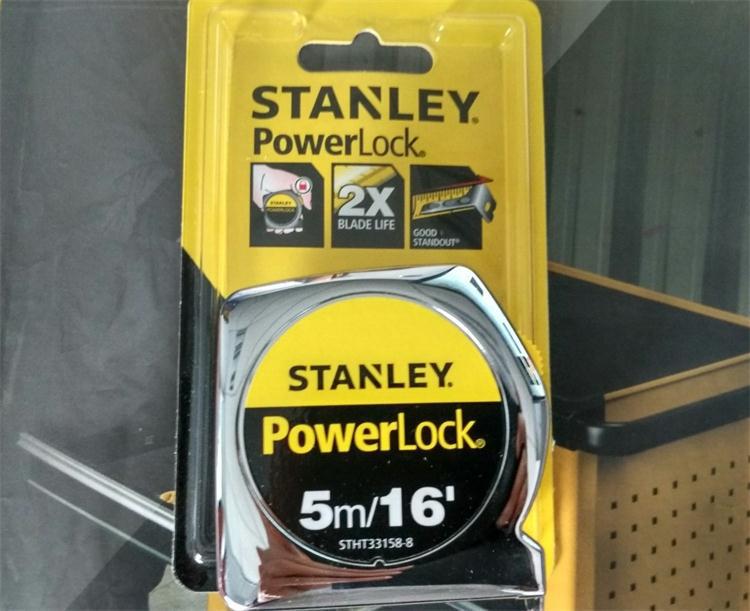 STANLEY®
PowerLock®
STANLEY
POWERLOCK
2X
BLADE LIFE
GOOD
STANDOUT®
STANLEY®
PowerLock®
5m/16'
STHT33158-8